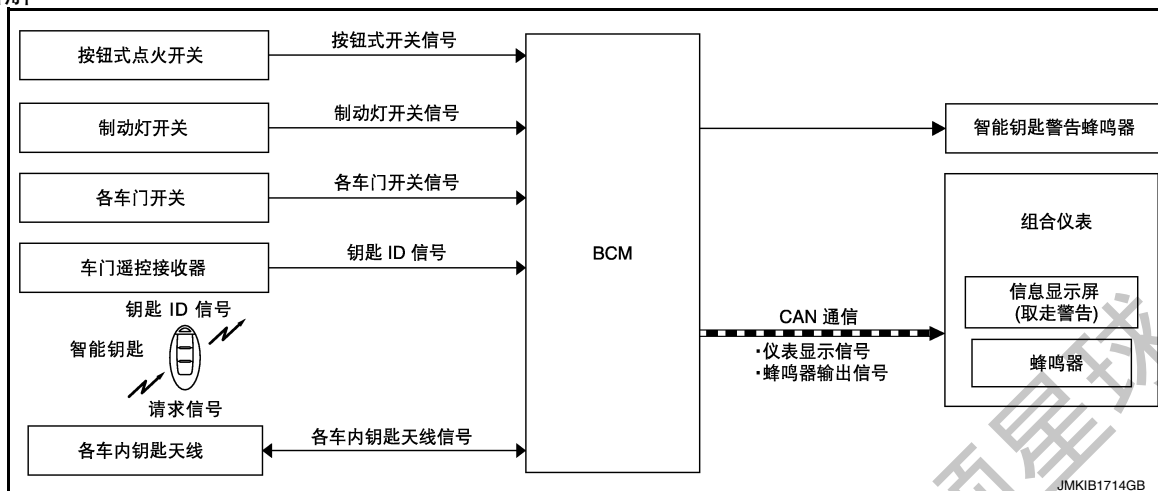 按钮式点火开关
按钮式开关信号
制动灯开关
制动灯开关信号
智能钥匙警告蜂鸣器
各车门开关
各车门开关信号
组合仪表
车门遥控接收器
钥匙 ID 信号
BCM
信息显示屏
(取走警告)
钥匙 ID 信号
智能钥匙
CAN 通信
·仪表显示信号
·蜂鸣器输出信号
蜂鸣器
请求信号
各车内钥匙天线
各车内钥匙天线信号
JMKIB1714GB